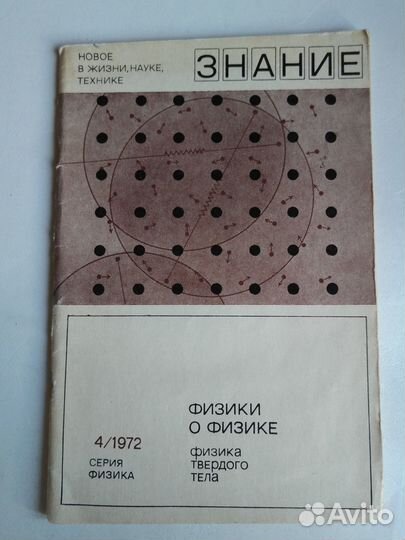 НОВОЕ
В ЖИЗНИ, НАУКЕ,
ТЕХНИКЕ
ЗНАНИЕ
ФИЗИКИ
О ФИЗИКЕ
физика
твердого
тела
4/1972
СЕРИЯ
ФИЗИКА
Avito